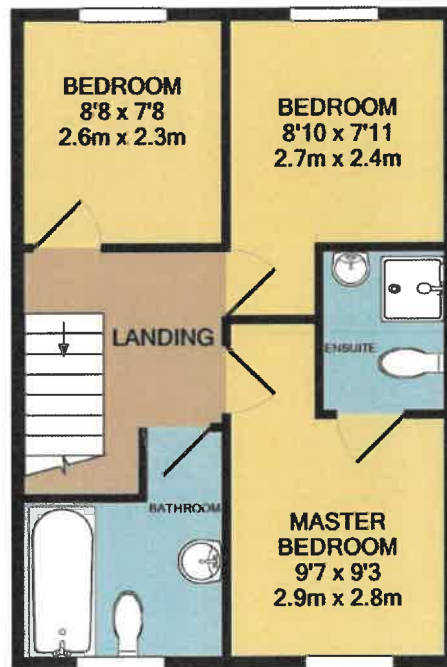 BEDROOM
8'8 x 7'8
2.6m x 2.3m
BEDROOM
8'10 x 7'11
2.7m x 2.4m
LANDING
ENSUITE
BATHROOM
MASTER
BEDROOM
9'7 x 9'3
2.9m x 2.8m